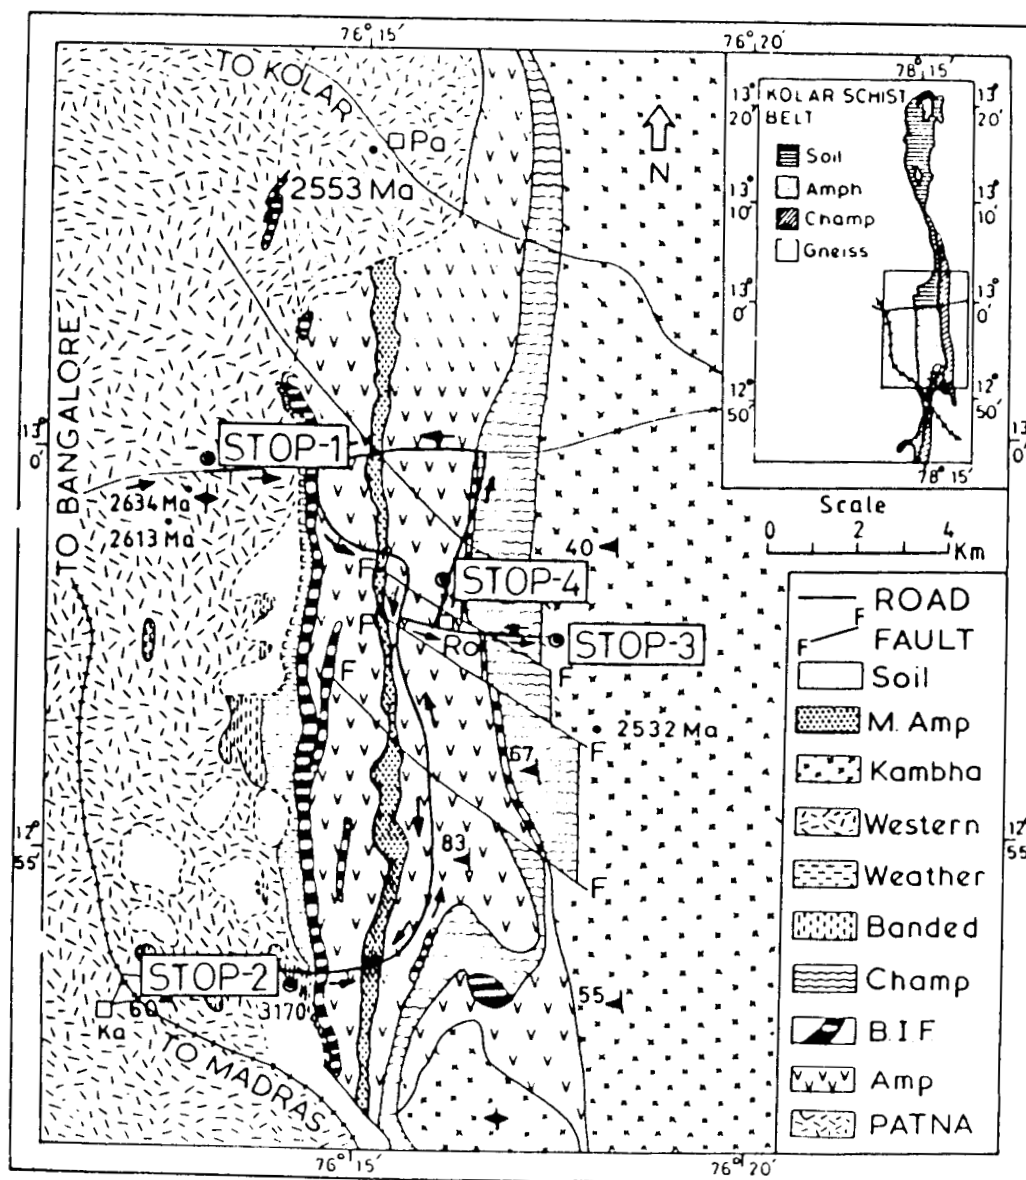 76° 15′
76° 20′
TO KOLAR
Pa
2553 Ma
N
78° 15′
KOLAR SCHIST
BELT
Soil
Amph
Champ
Gneiss
13° 20′
13° 10′
13° 0′
12° 50′
13° 20′
13° 10′
13° 0′
12° 50′
78° 15′
TO BANGALORE
13° 0′
STOP-1
13° 0′
2634 Ma
2613 Ma
Scale
0 2 4
Km
40
F
STOP-4
F
Ro
STOP-3
F
F
2532 Ma
67
F
83
F
12° 55′
12° 55′
ROAD
F F
FAULT
Soil
M. Amp
Kambha
Western
Weather
Banded
Champ
B.I.F.
Amp
PATNA
STOP-2
60
3170
55
Ka
TO MADRAS
76° 15′
76° 20′